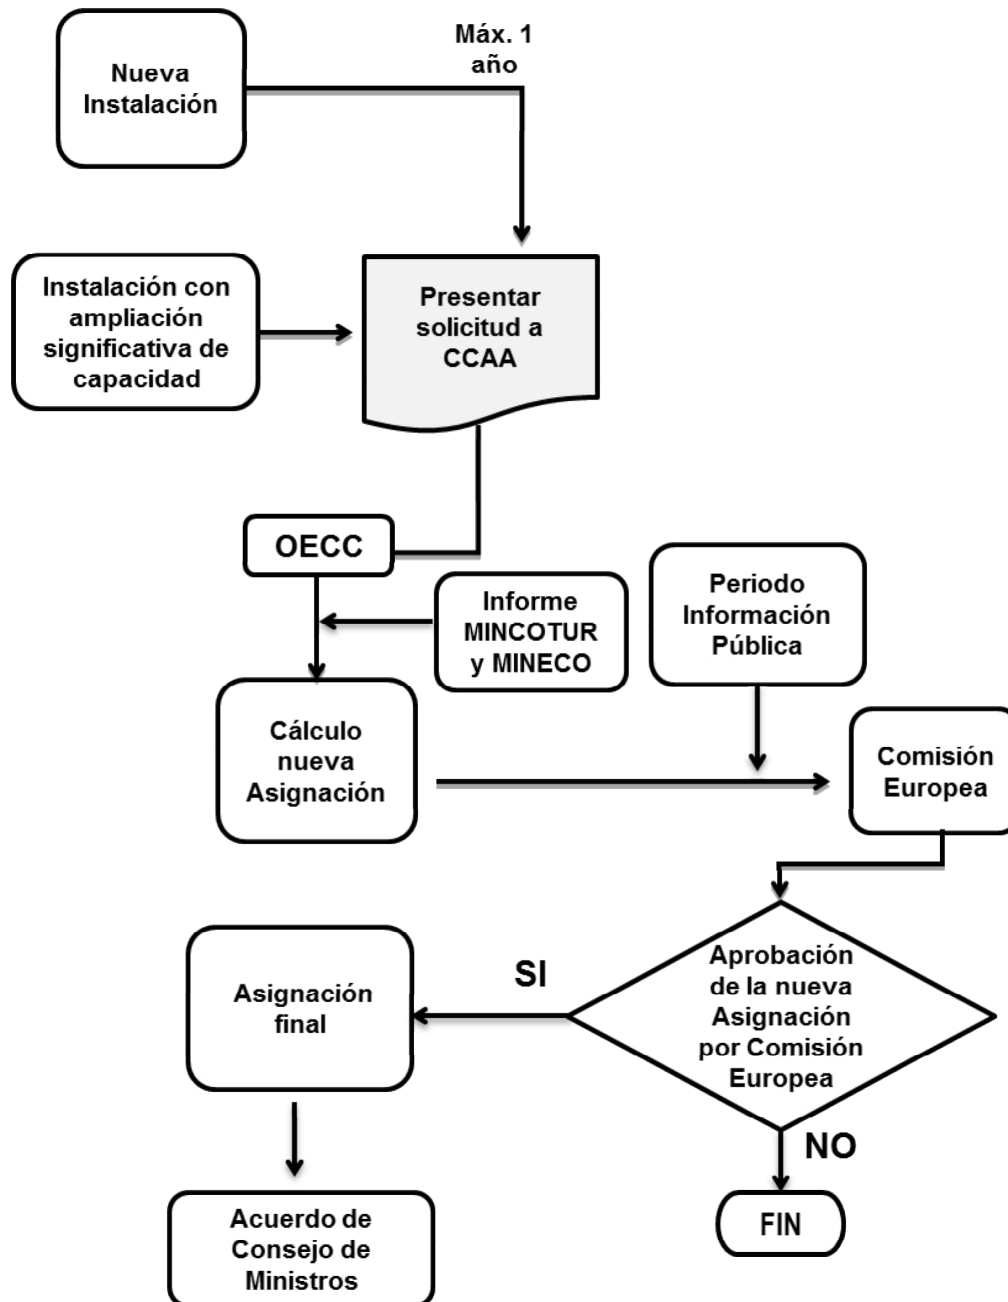 Máx. 1
año
Nueva
Instalación
Instalación con
ampliación
significativa de
capacidad
Presentar
solicitud a
CCAA
OECC
Informe
MINCOTUR
y MINECO
Periodo
Información
Pública
Cálculo
nueva
Asignación
Comisión
Europea
Aprobación
de la nueva
Asignación
por Comisión
Europea
SI
Asignación
final
NO
FIN
Acuerdo de
Consejo de
Ministros